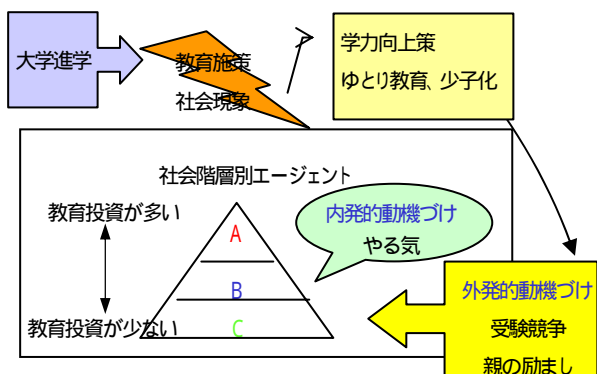 大学進学
教育施策
社会現象
学力向上策
ゆとり教育、少子化
社会階層別エージェント
教育投資が多い
内発的動機づけ
やる気
A
B
C
教育投資が少ない
外発的動機づけ
受験競争
親の励まし